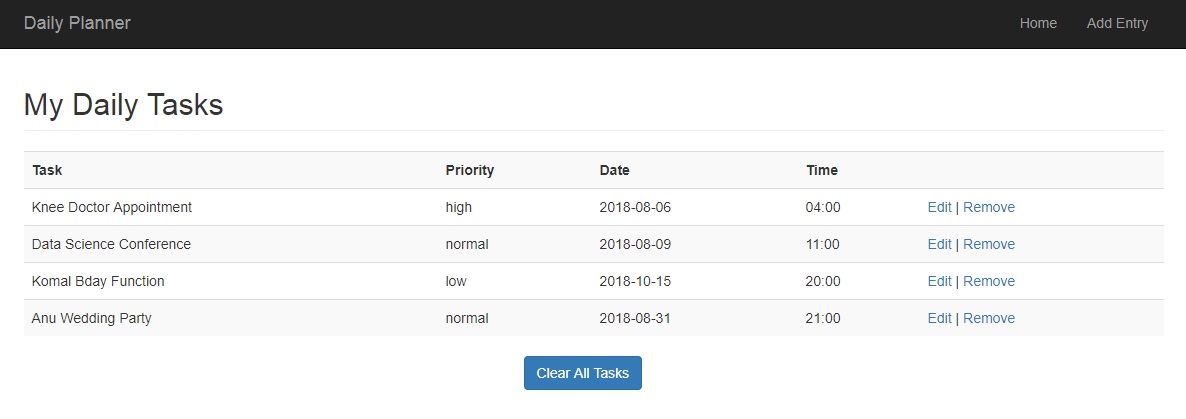 Daily Planner Home Add Entry
My Daily Tasks
Task Priority Date Time
Knee Doctor Appointment high 2018-08-06 04:00 Edit | Remove
Data Science Conference normal 2018-08-09 11:00 Edit | Remove
Komal Bday Function low 2018-10-15 20:00 Edit | Remove
Anu Wedding Party normal 2018-08-31 21:00 Edit | Remove
Clear All Tasks